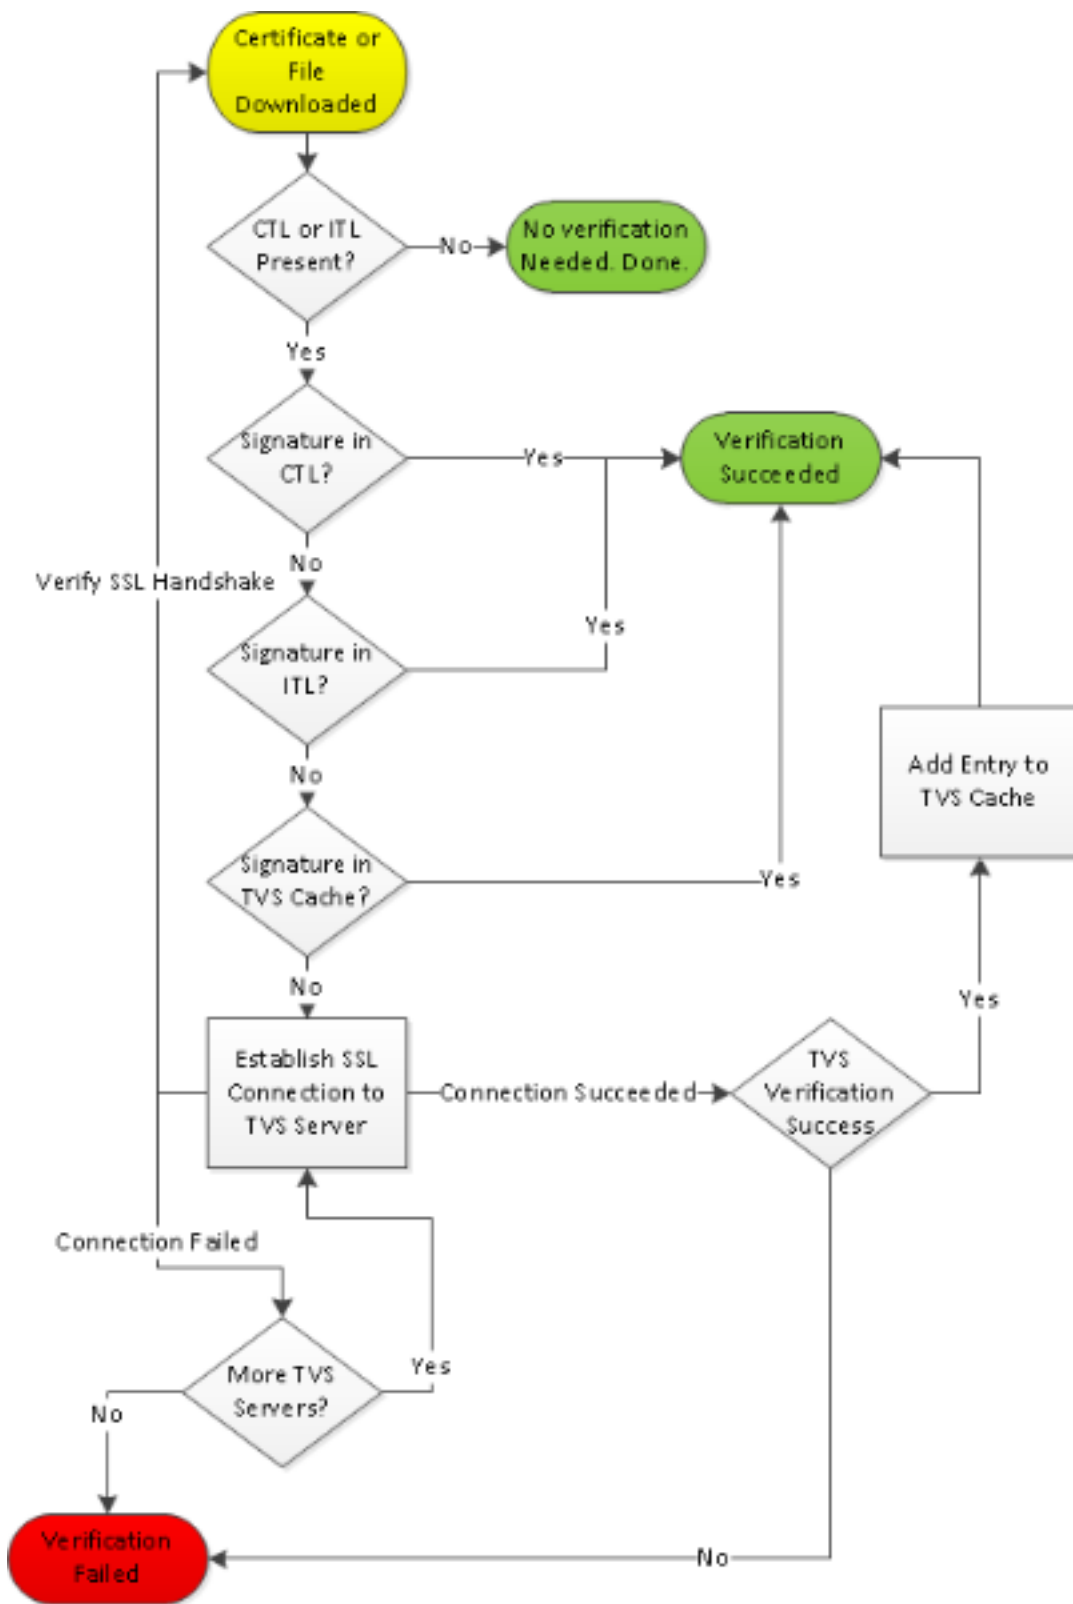 Certificate or
File
Downloaded
CTL or ITL
Present?
No
No verification
Needed. Done.
Yes
Signature in
CTL?
Yes
Verification
Succeeded
No
Verify SSL Handshake
Signature in
ITL?
Yes
No
Add Entry to
TVS Cache
Signature in
TVS Cache?
Yes
No
Establish SSL
Connection to
TVS Server
Connection Succeeded
TVS
Verification
Success
Yes
Connection Failed
More TVS
Servers?
Yes
No
Verification
Failed
No